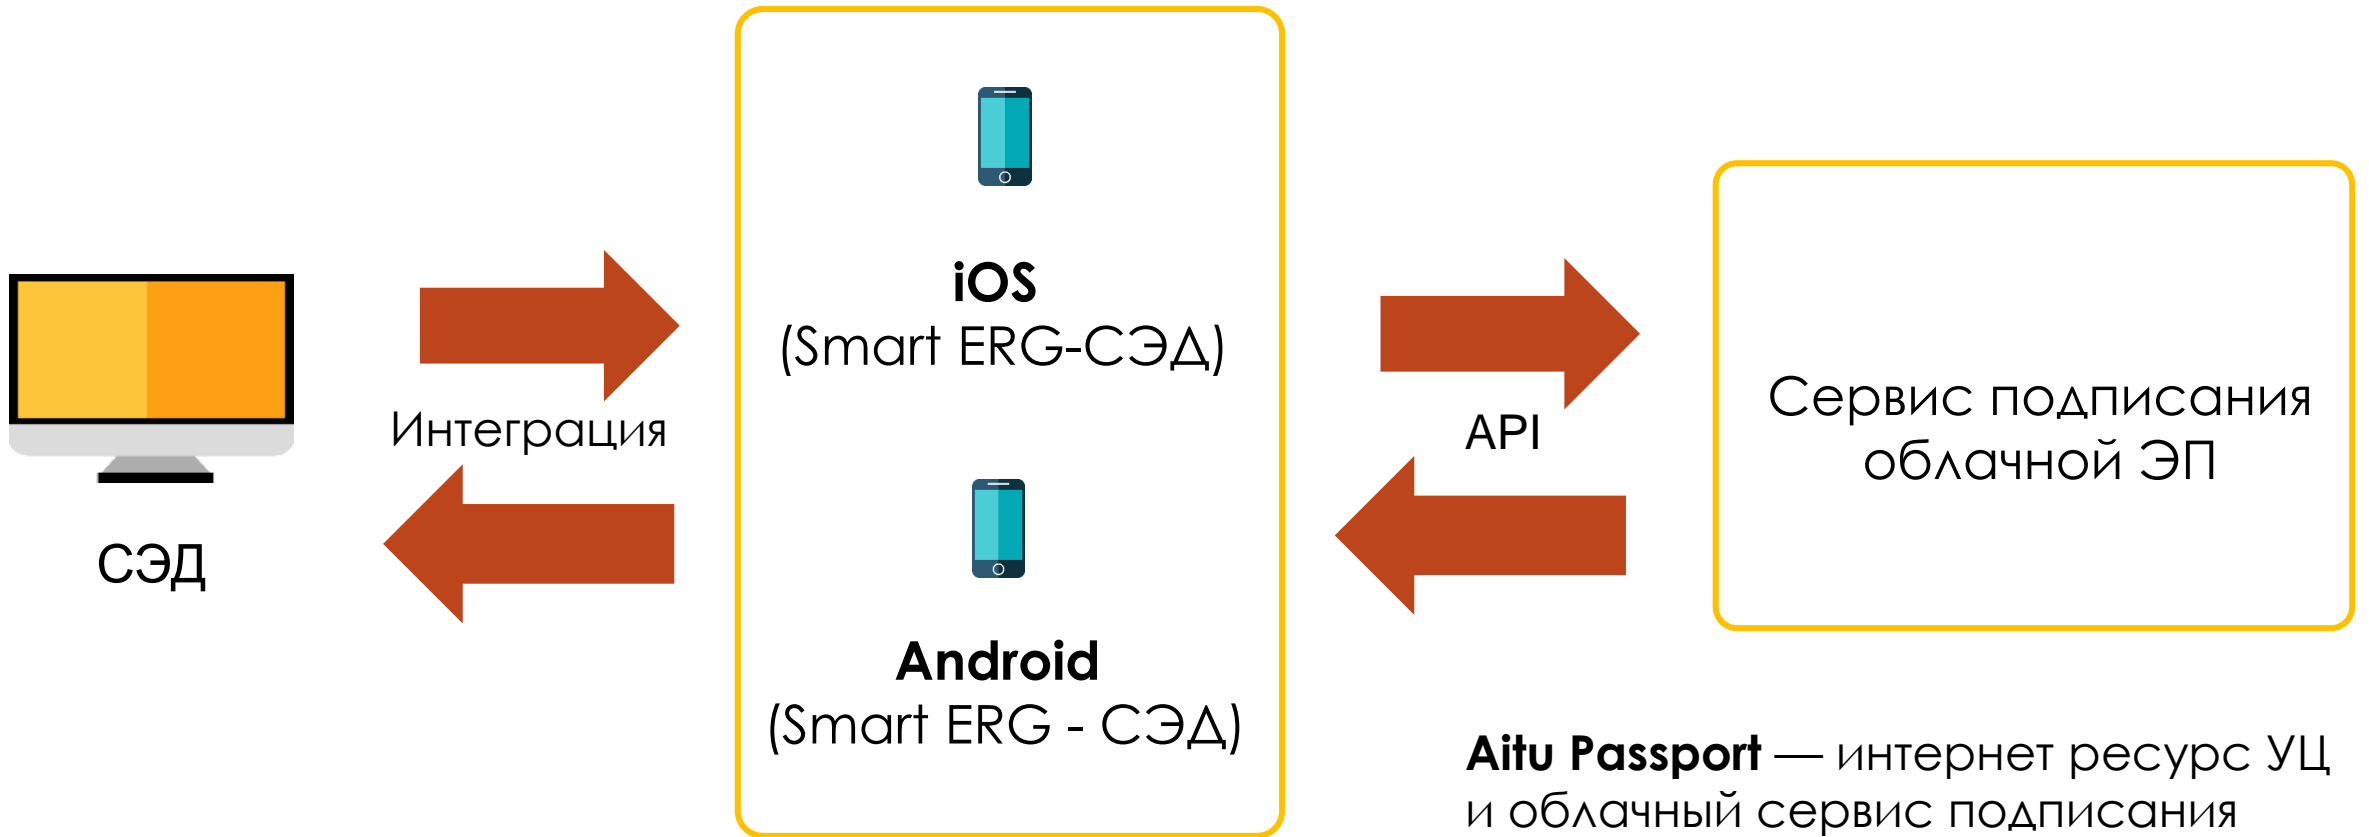 СЭД
Интеграция
iOS
(Smart ERG-СЭД)
Android
(Smart ERG - СЭД)
API
Сервис подписания
облачной ЭП
Aitu Passport — интернет ресурс УЦ
и облачный сервис подписания